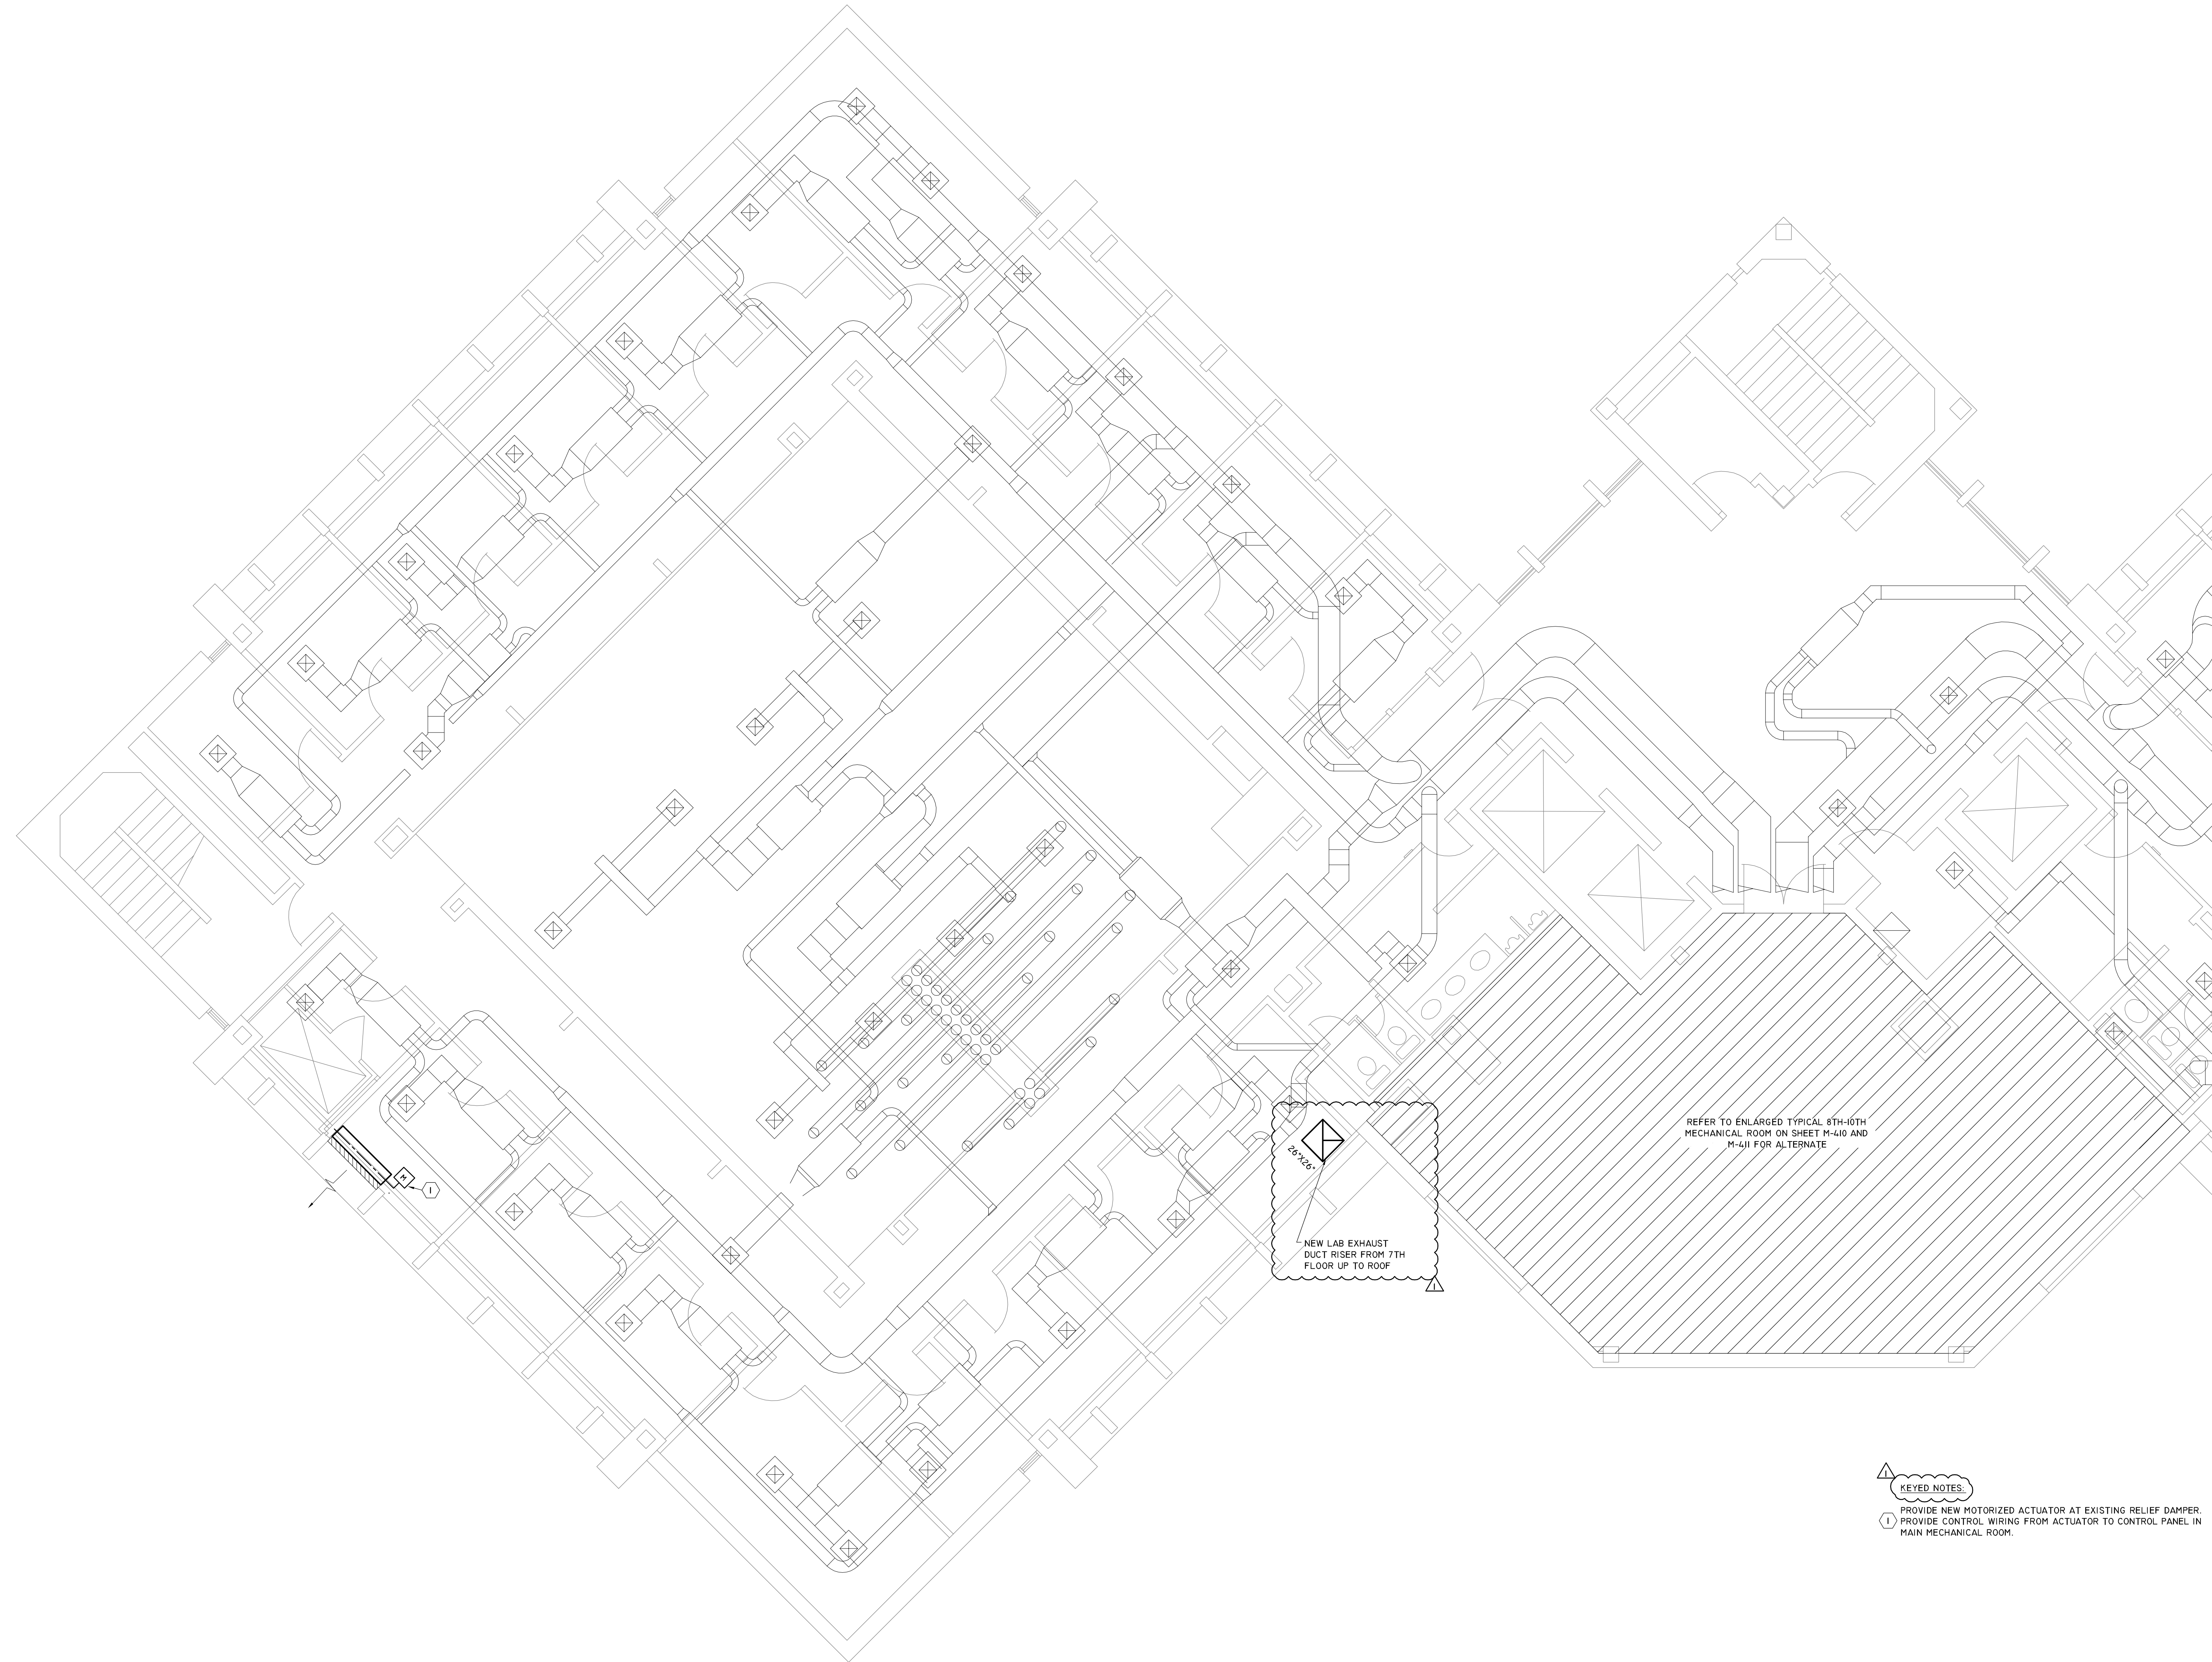 REFER TO ENLARGED TYPICAL 8TH-10TH
MECHANICAL ROOM ON SHEET M-410 AND
M-411 FOR ALTERNATE
M
1
26"X26"
NEW LAB EXHAUST
DUCT RISER FROM 7TH
FLOOR UP TO ROOF
1
1
KEYED NOTES:
1
PROVIDE NEW MOTORIZED ACTUATOR AT EXISTING RELIEF DAMPER.
PROVIDE CONTROL WIRING FROM ACTUATOR TO CONTROL PANEL IN
MAIN MECHANICAL ROOM.